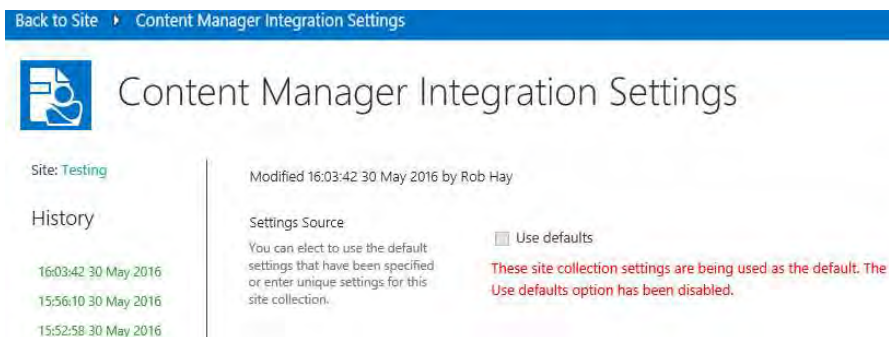 Back to Site ▸ Content Manager Integration Settings
Content Manager Integration Settings
Site: Testing
History
16:03:42 30 May 2016
15:56:10 30 May 2016
15:52:58 30 May 2016
Modified 16:03:42 30 May 2016 by Rob Hay
Settings Source
You can elect to use the default
settings that have been specified
or enter unique settings for this
site collection.
Use defaults
These site collection settings are being used as the default. The
Use defaults option has been disabled.